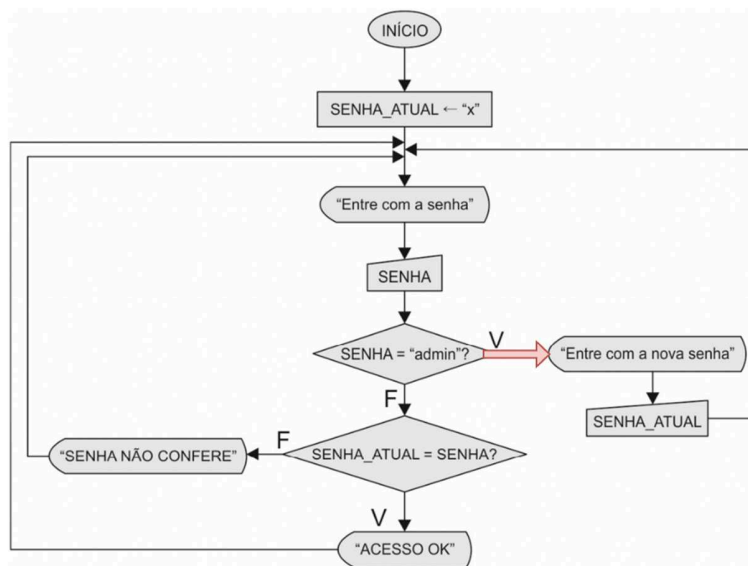 INÍCIO
SENHA_ATUAL ← “x”
“Entre com a senha”
SENHA
SENHA = “admin”?
V
“Entre com a nova senha”
SENHA_ATUAL
F
SENHA_ATUAL = SENHA?
F
“SENHA NÃO CONFERE”
V
“ACESSO OK”